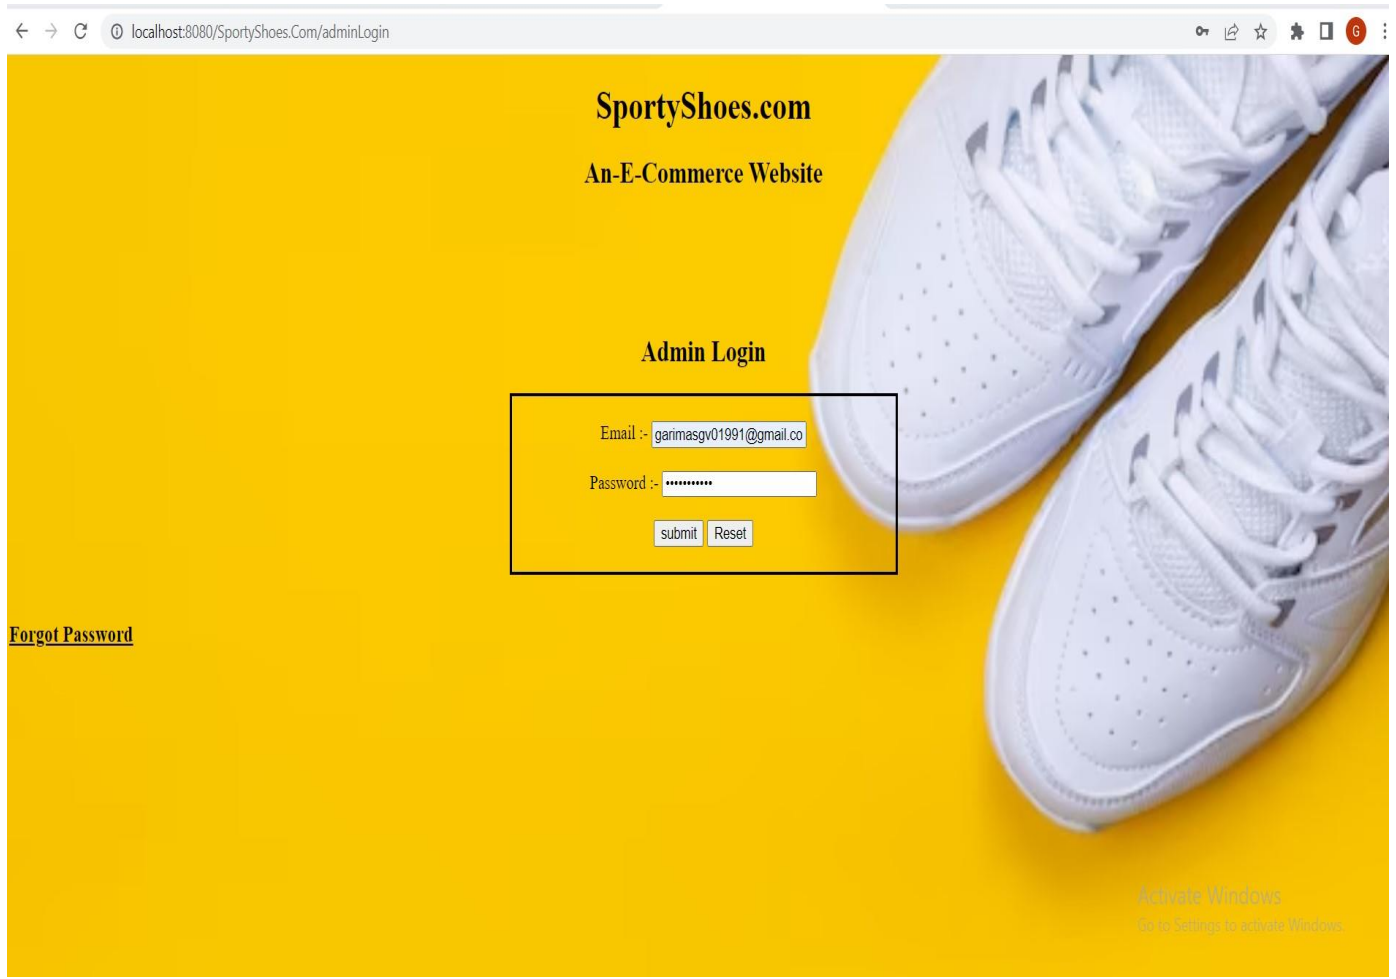 localhost:8080/SportyShoes.Com/adminLogin
G
SportyShoes.com
An-E-Commerce Website
Admin Login
Email :- garimasgv01991@gmail.co
Password :- •••••••••••
submit Reset
Forgot Password
Activate Windows
Go to Settings to activate Windows.